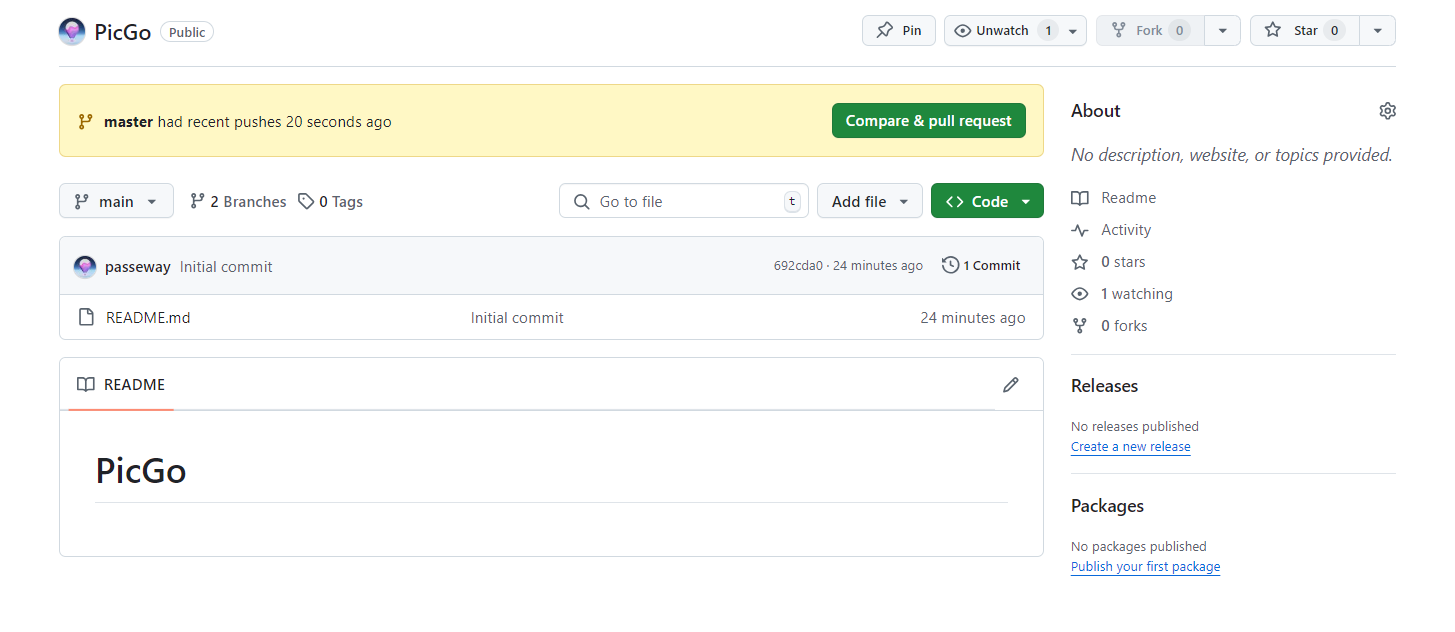 PicGo Public Pin Unwatch 1 Fork 0 Star 0
master had recent pushes 20 seconds ago Compare & pull request
main 2 Branches 0 Tags Go to file t Add file Code
passeway Initial commit 692cda0 · 24 minutes ago 1 Commit
README.md Initial commit 24 minutes ago
README
PicGo
About
No description, website, or topics provided.
Readme
Activity
0 stars
1 watching
0 forks
Releases
No releases published
Create a new release
Packages
No packages published
Publish your first package